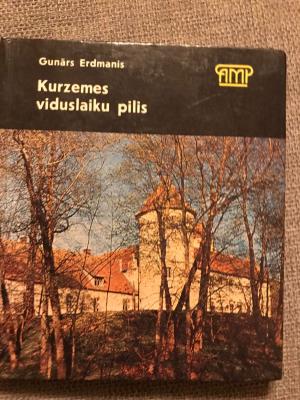 Gunārs Erdmanis
AMP
Kurzemes
viduslaiku pilis